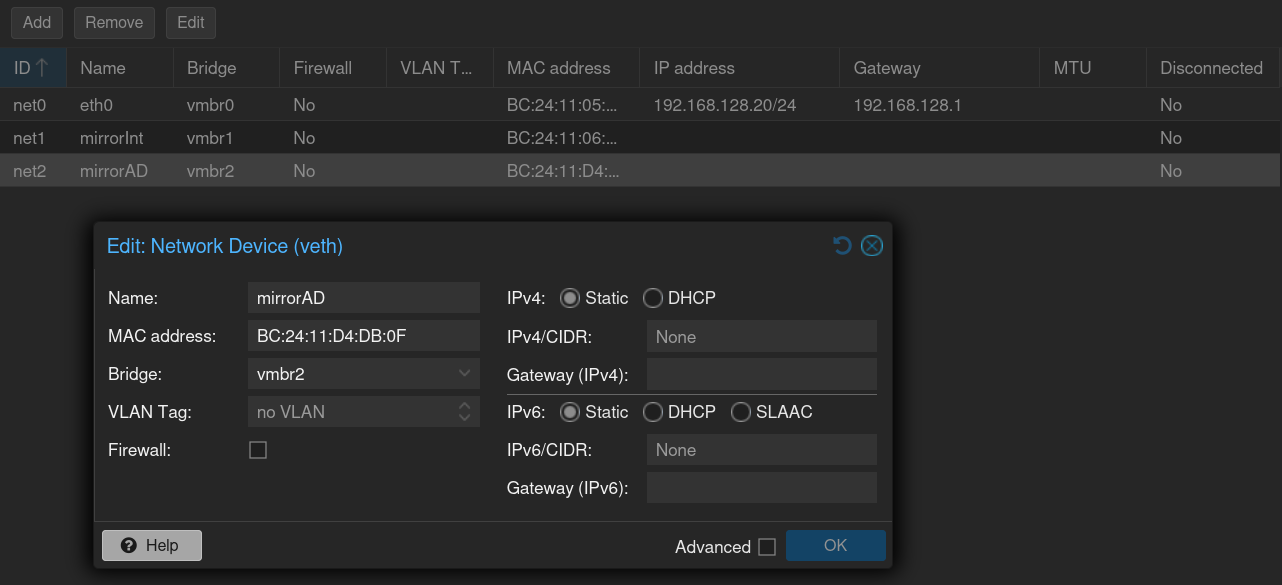 Add Remove Edit
ID Name Bridge Firewall VLAN T... MAC address IP address Gateway MTU Disconnected
net0 eth0 vmbr0 No BC:24:11:05:... 192.168.128.20/24 192.168.128.1 No
net1 mirrorInt vmbr1 No BC:24:11:06:... No
net2 mirrorAD vmbr2 No BC:24:11:D4:... No
Edit: Network Device (veth)
Name: mirrorAD IPv4: Static DHCP
MAC address: BC:24:11:D4:DB:0F IPv4/CIDR: None
Bridge: vmbr2 Gateway (IPv4):
VLAN Tag: no VLAN IPv6: Static DHCP SLAAC
Firewall: IPv6/CIDR: None
Gateway (IPv6):
Help Advanced OK